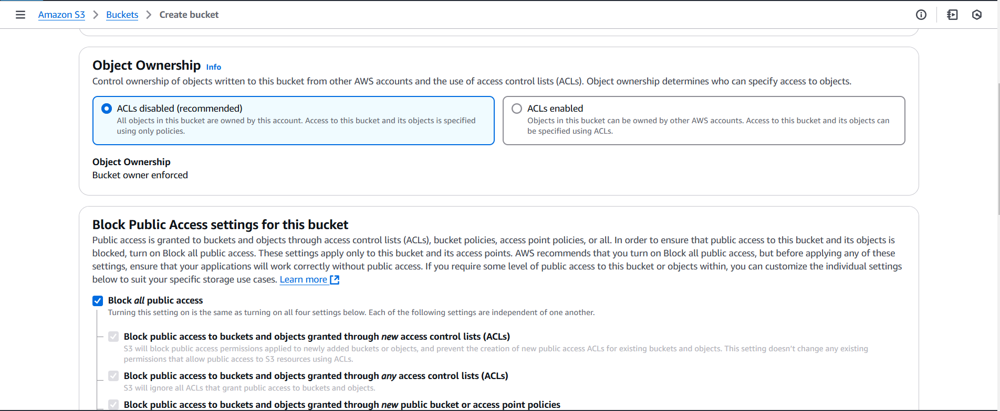 Amazon S3 > Buckets > Create bucket
Object Ownership Info
Control ownership of objects written to this bucket from other AWS accounts and the use of access control lists (ACLs). Object ownership determines who can specify access to objects.
ACLs disabled (recommended)
All objects in this bucket are owned by this account. Access to this bucket and its objects is specified
using only policies.
ACLs enabled
Objects in this bucket can be owned by other AWS accounts. Access to this bucket and its objects can
be specified using ACLs.
Object Ownership
Bucket owner enforced
Block Public Access settings for this bucket
Public access is granted to buckets and objects through access control lists (ACLs), bucket policies, access point policies, or all. In order to ensure that public access to this bucket and its objects is
blocked, turn on Block all public access. These settings apply only to this bucket and its access points. AWS recommends that you turn on Block all public access, but before applying any of these
settings, ensure that your applications will work correctly without public access. If you require some level of public access to this bucket or objects within, you can customize the individual settings
below to suit your specific storage use cases. Learn more
Block all public access
Turning this setting on is the same as turning on all four settings below. Each of the following settings are independent of one another.
Block public access to buckets and objects granted through new access control lists (ACLs)
S3 will block public access permissions applied to newly added buckets or objects, and prevent the creation of new public access ACLs for existing buckets and objects. This setting doesn't change any existing
permissions that allow public access to S3 resources using ACLs.
Block public access to buckets and objects granted through any access control lists (ACLs)
S3 will ignore all ACLs that grant public access to buckets and objects.
Block public access to buckets and objects granted through new public bucket or access point policies